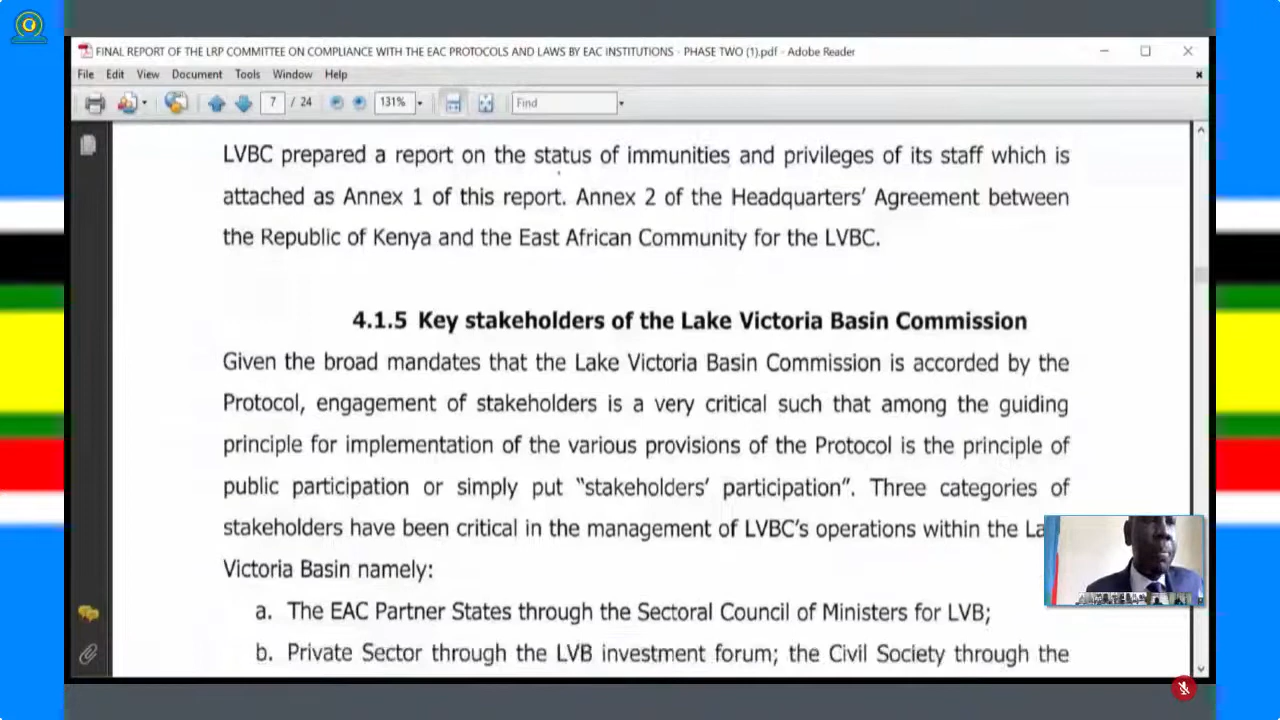 FINAL REPORT OF THE LRP COMMITTEE ON COMPLIANCE WITH THE EAC PROTOCOLS AND LAWS BY EAC INSTITUTIONS - PHASE TWO (1).pdf - Adobe Reader
File Edit View Document Tools Window Help
7 / 24 131% Find
LVBC prepared a report on the status of immunities and privileges of its staff which is
attached as Annex 1 of this report. Annex 2 of the Headquarters’ Agreement between
the Republic of Kenya and the East African Community for the LVBC.
4.1.5 Key stakeholders of the Lake Victoria Basin Commission
Given the broad mandates that the Lake Victoria Basin Commission is accorded by the
Protocol, engagement of stakeholders is a very critical such that among the guiding
principle for implementation of the various provisions of the Protocol is the principle of
public participation or simply put “stakeholders’ participation”. Three categories of
stakeholders have been critical in the management of LVBC’s operations within the
Victoria Basin namely:
a. The EAC Partner States through the Sectoral Council of Ministers for LVB;
b. Private Sector through the LVB investment forum; the Civil Society through the